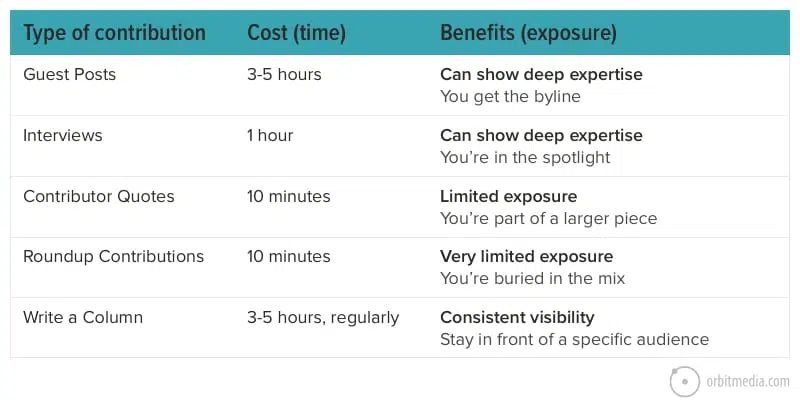 Type of contribution Cost (time) Benefits (exposure)
Guest Posts 3-5 hours Can show deep expertise
You get the byline
Interviews 1 hour Can show deep expertise
You’re in the spotlight
Contributor Quotes 10 minutes Limited exposure
You’re part of a larger piece
Roundup Contributions 10 minutes Very limited exposure
You’re buried in the mix
Write a Column 3-5 hours, regularly Consistent visibility
Stay in front of a specific audience
orbitmedia.com